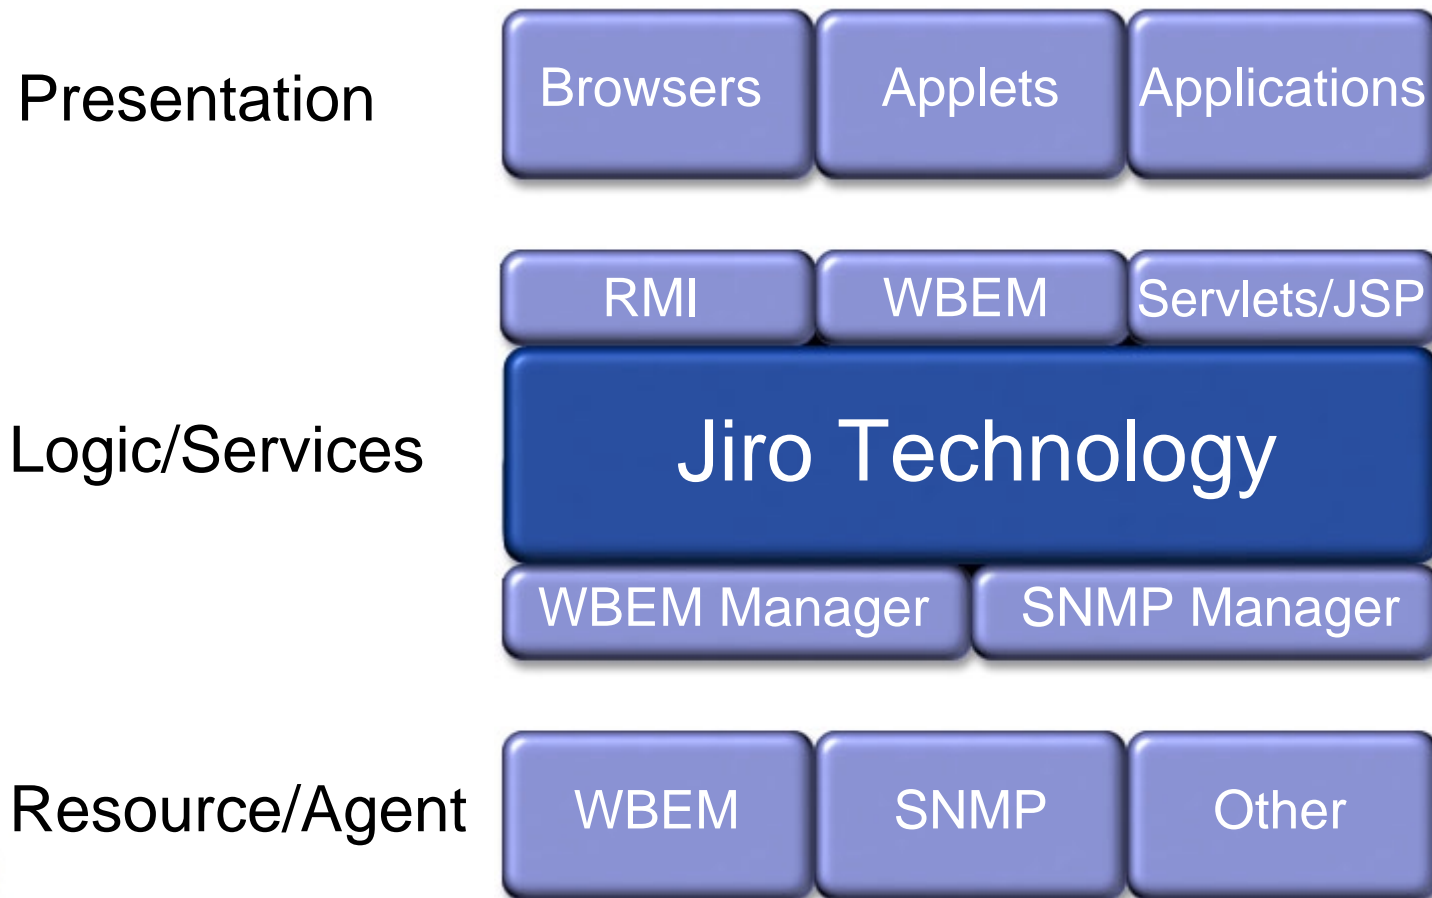 Presentation
Browsers
Applets
Applications
RMI
WBEM
Servlets/JSP
Logic/Services
Jiro Technology
WBEM Manager
SNMP Manager
Resource/Agent
WBEM
SNMP
Other